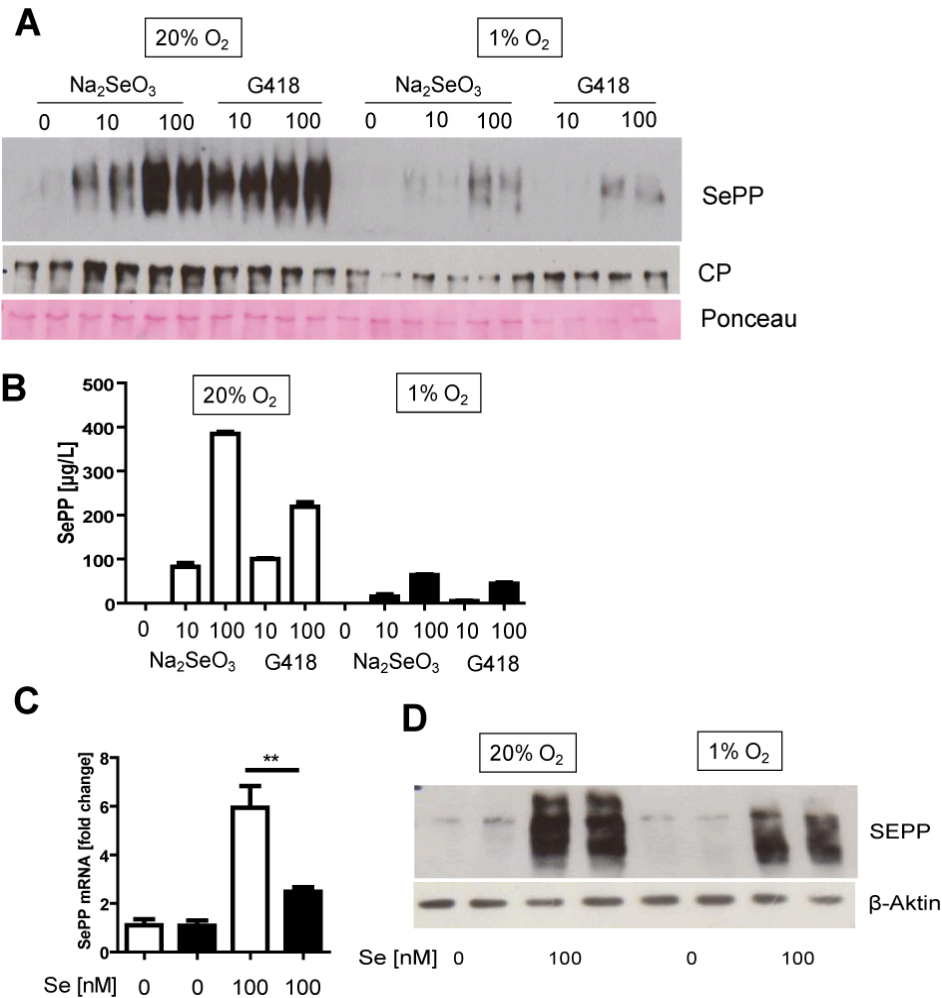 A
20% O₂ 1% O₂
Na₂SeO₃ G418 Na₂SeO₃ G418
0 10 100 10 100 0 10 100 10 100
SePP
CP
Ponceau
B
20% O₂ 1% O₂
SePP [µg/L]
500
400
300
200
100
0
0 10 100 10 100 0 10 100 10 100
Na₂SeO₃ G418 Na₂SeO₃ G418
C
SePP mRNA [fold change]
8
6
4
2
0
**
Se [nM] 0 0 100 100
D
20% O₂ 1% O₂
SEPP
β-Aktin
Se [nM] 0 100 0 100